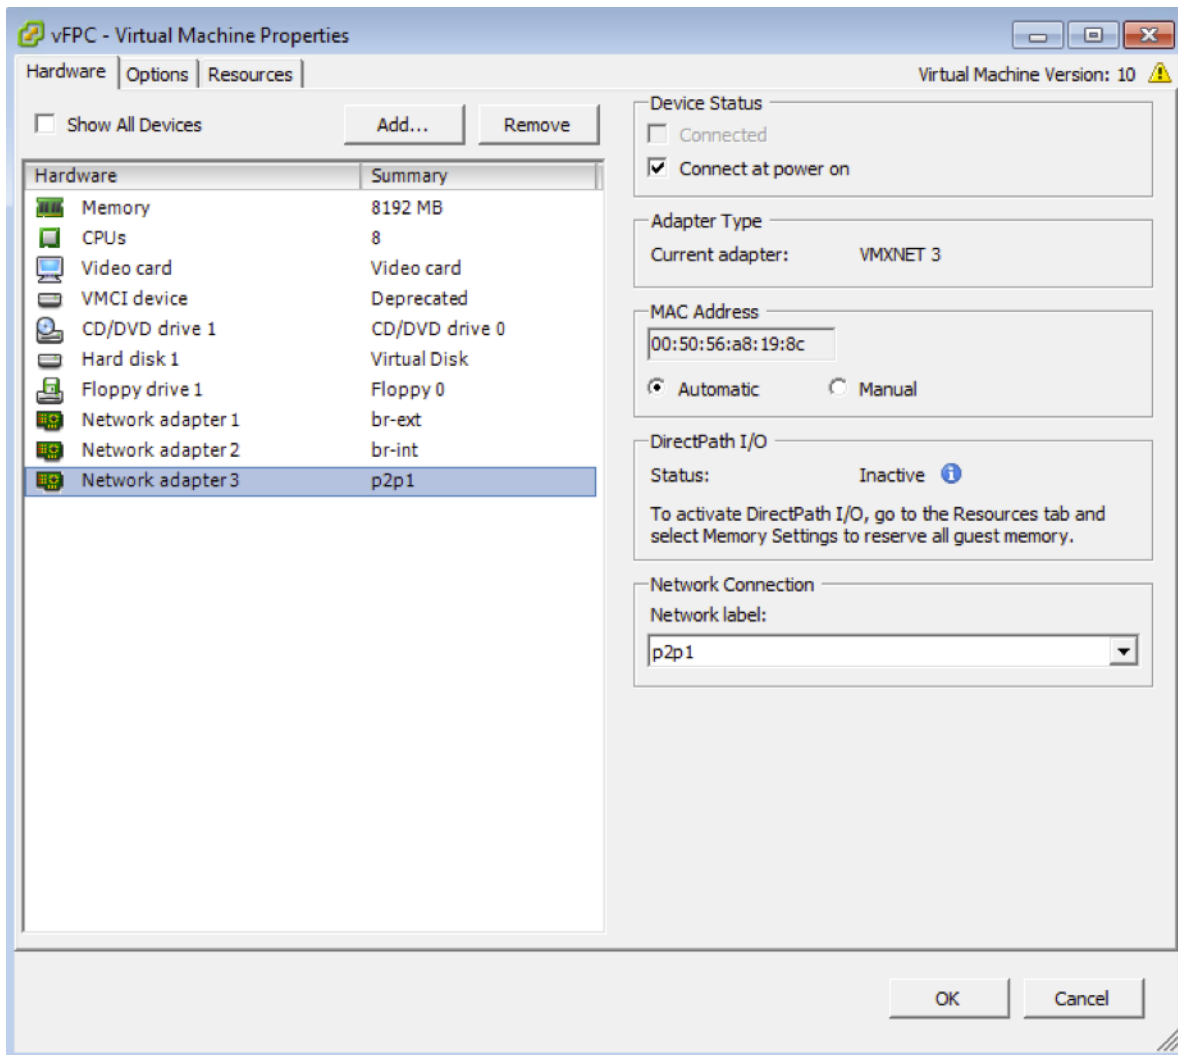 vFPC - Virtual Machine Properties
Hardware Options Resources
Virtual Machine Version: 10
Show All Devices
Add...
Remove
Hardware Summary
Memory 8192 MB
CPUs 8
Video card Video card
VMCI device Deprecated
CD/DVD drive 1 CD/DVD drive 0
Hard disk 1 Virtual Disk
Floppy drive 1 Floppy 0
Network adapter 1 br-ext
Network adapter 2 br-int
Network adapter 3 p2p1
Device Status
Connected
Connect at power on
Adapter Type
Current adapter: VMXNET 3
MAC Address
00:50:56:a8:19:8c
Automatic Manual
DirectPath I/O
Status: Inactive
To activate DirectPath I/O, go to the Resources tab and
select Memory Settings to reserve all guest memory.
Network Connection
Network label:
p2p1
OK Cancel